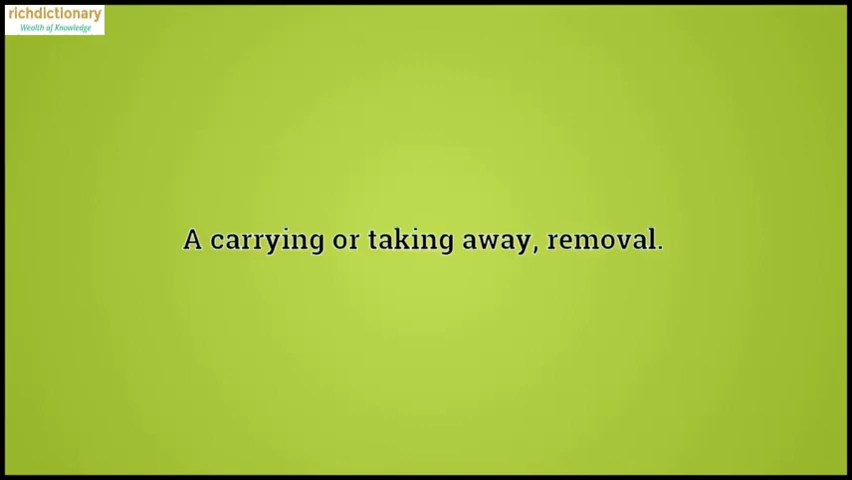 richdictionary
Wealth of Knowledge
A carrying or taking away, removal.